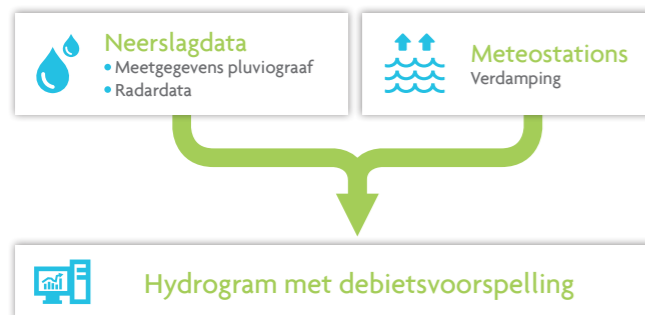 Neerslagdata
• Meetgegevens pluviograaf
• Radardata
Meteostations
Verdamping
Hydrogram met debietsvoorspelling